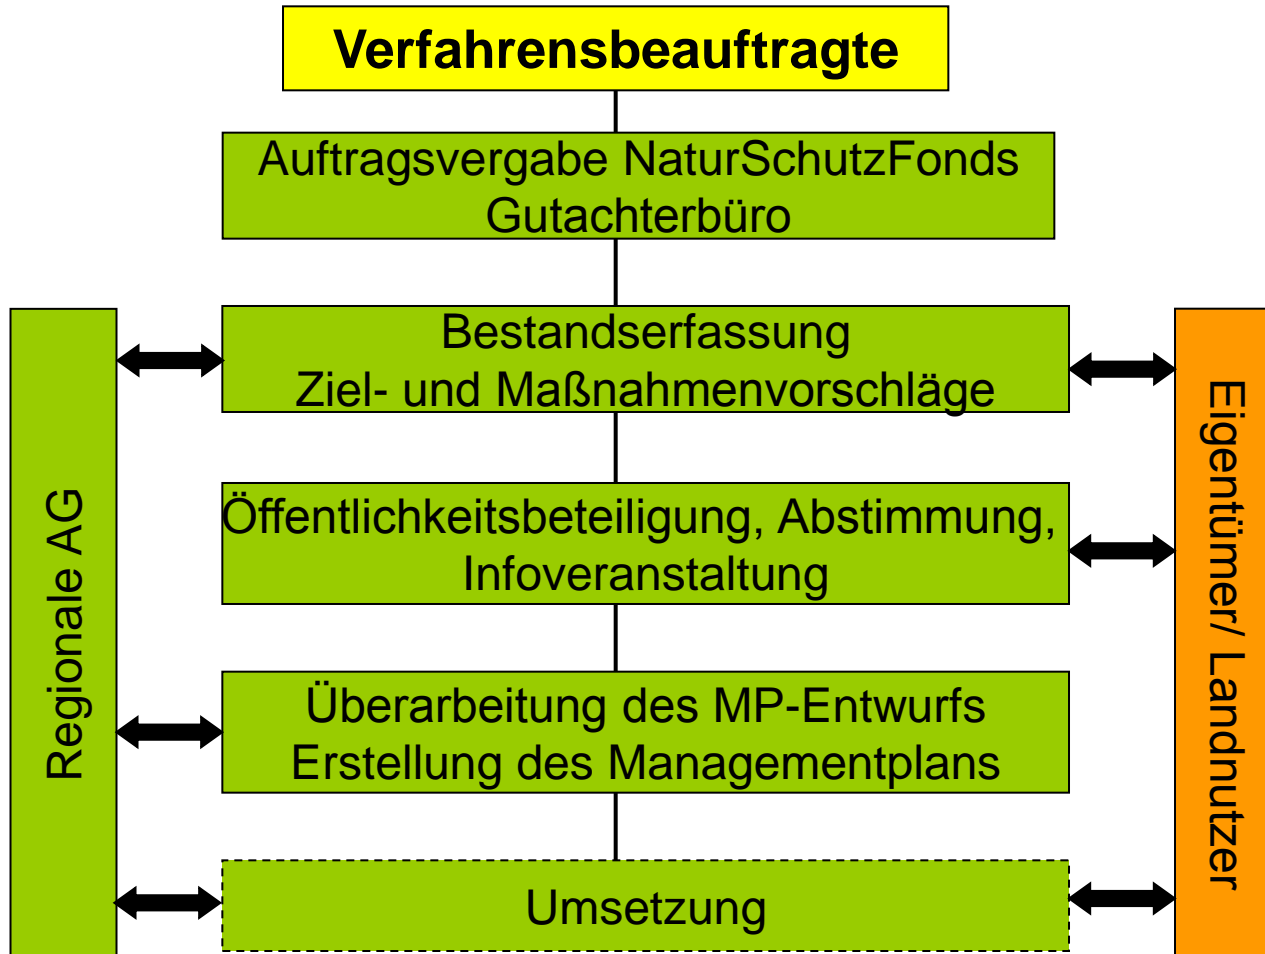 Verfahrensbeauftragte
Auftragsvergabe NaturSchutzFonds
Gutachterbüro
Bestandserfassung
Ziel- und Maßnahmenvorschläge
Öffentlichkeitsbeteiligung, Abstimmung,
Infoveranstaltung
Überarbeitung des MP-Entwurfs
Erstellung des Managementplans
Umsetzung
Regionale AG
Eigentümer/ Landnutzer